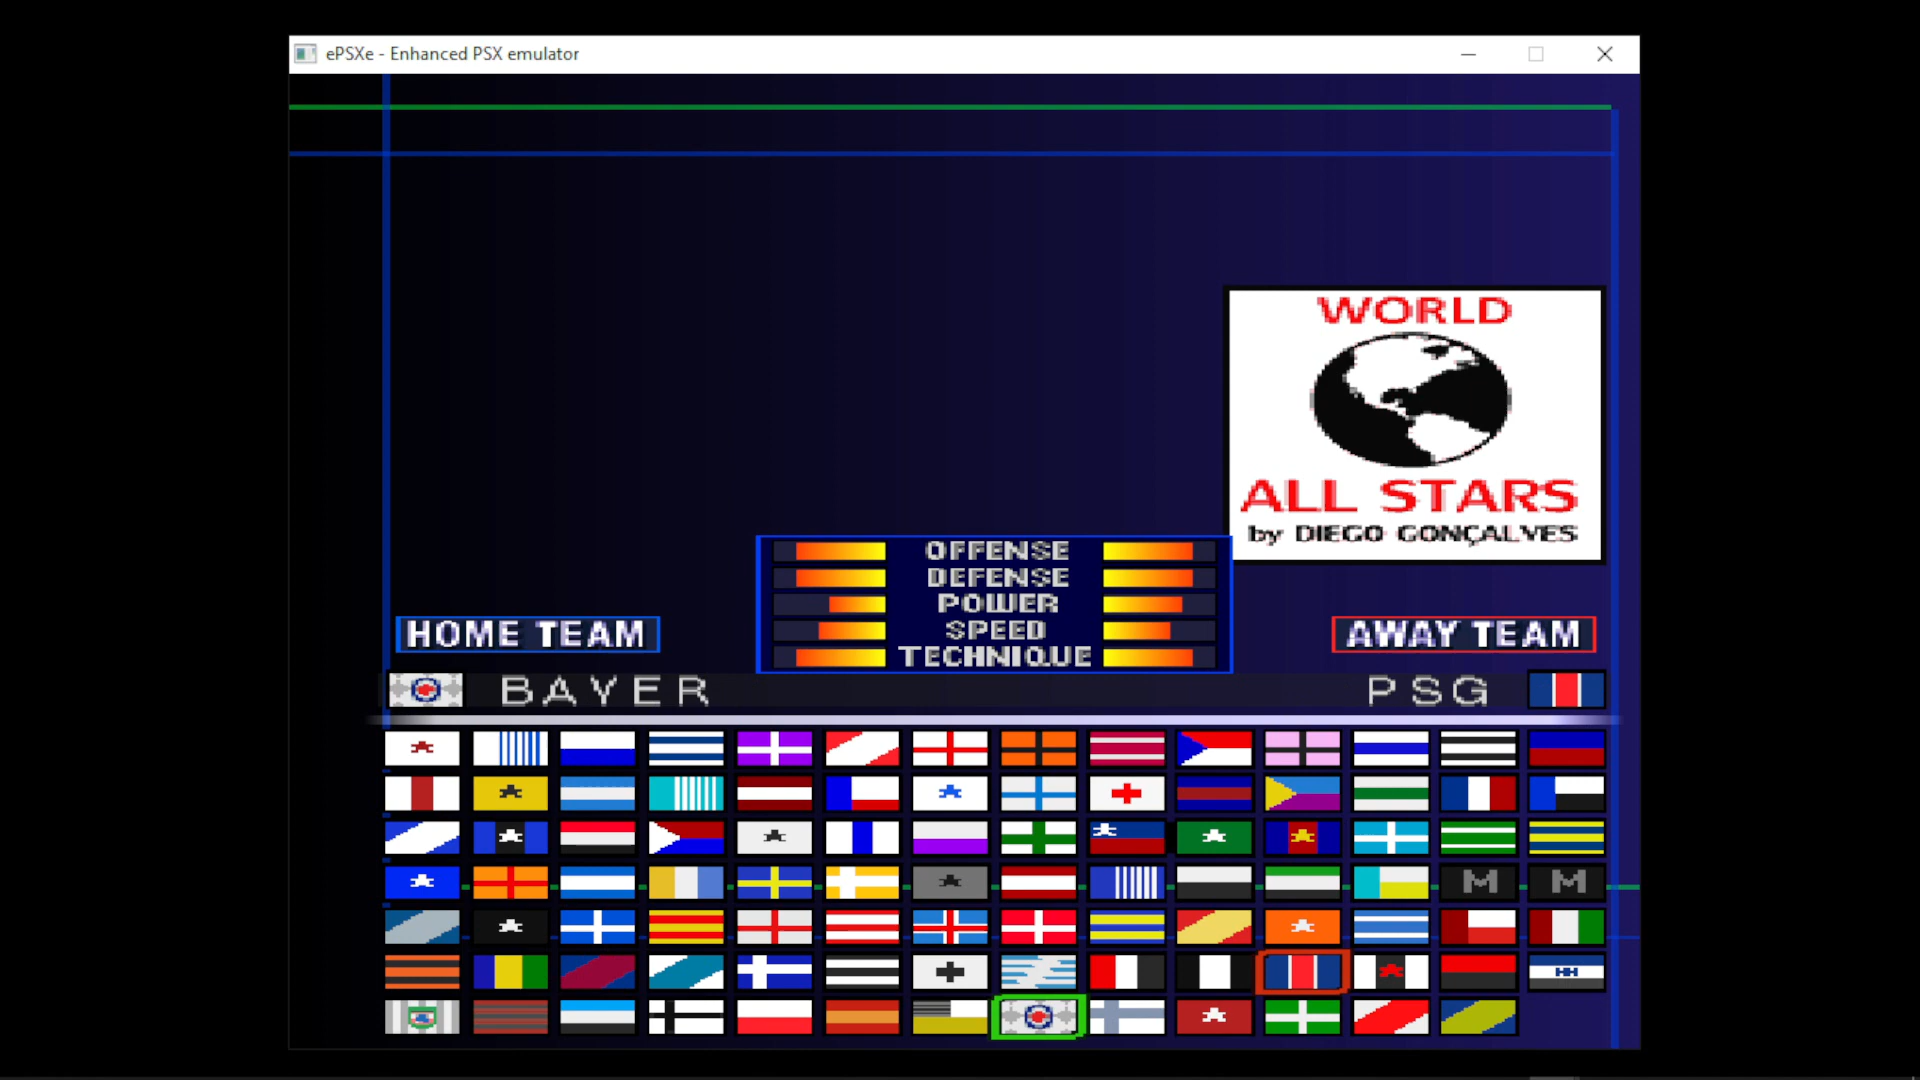 ePSXe - Enhanced PSX emulator
WORLD
ALL STARS
by DIEGO GONÇALVES
OFFENSE
DEFENSE
POWER
SPEED
TECHNIQUE
HOME TEAM
AWAY TEAM
BAYER
PSG
M M